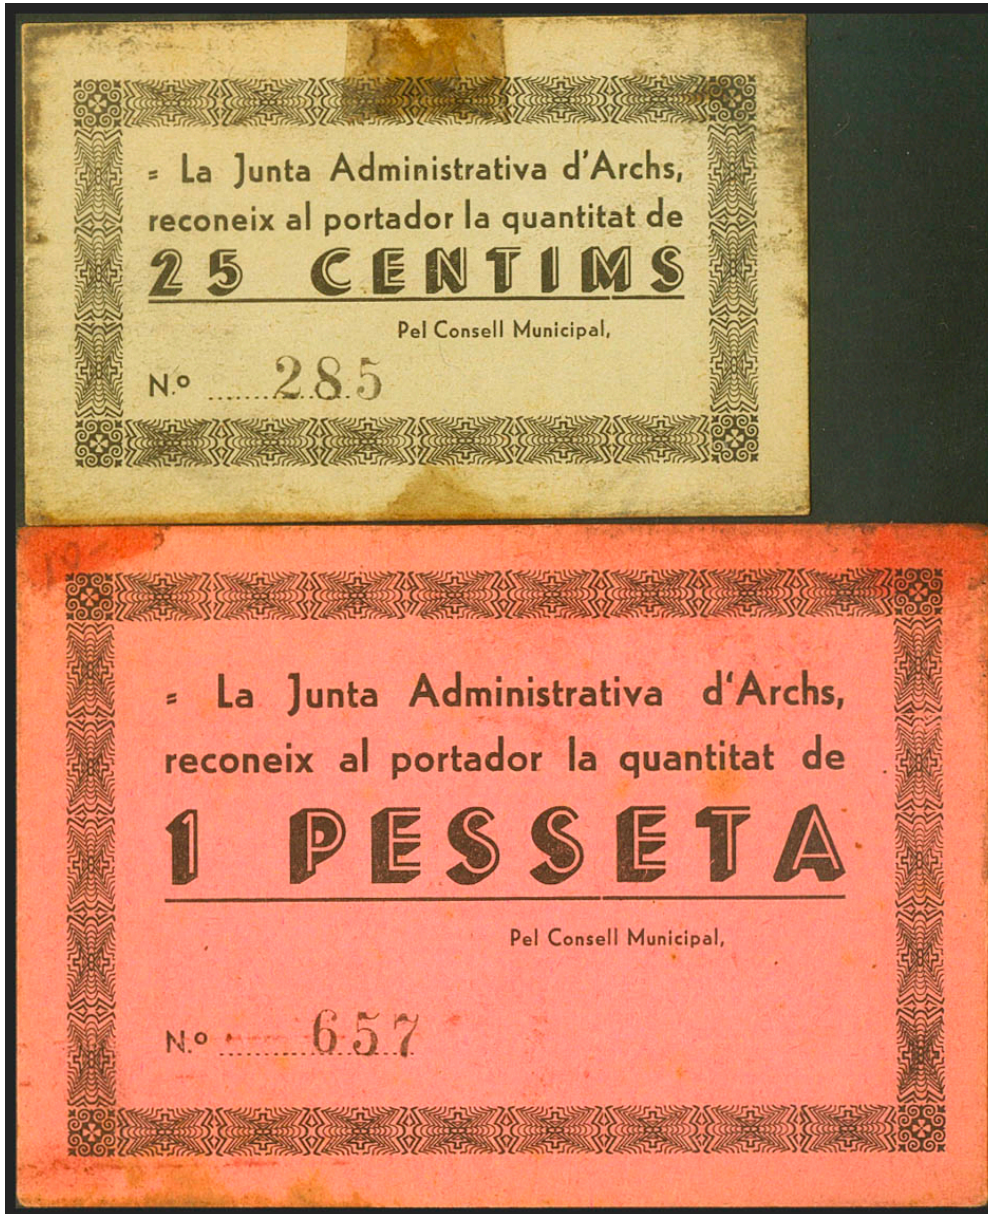 = La Junta Administrativa d'Archs,
reconeix al portador la quantitat de
25 CENTIMS
Pel Consell Municipal,
N.º 285
10-
= La Junta Administrativa d'Archs,
reconeix al portador la quantitat de
1 PESSETA
Pel Consell Municipal,
N.º 657